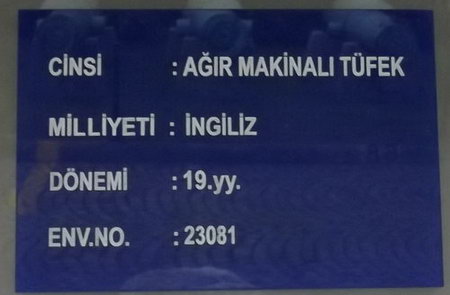 CİNSİ : AĞIR MAKİNALI TÜFEK
MİLLİYETİ : İNGİLİZ
DÖNEMİ : 19.yy.
ENV.NO. : 23081